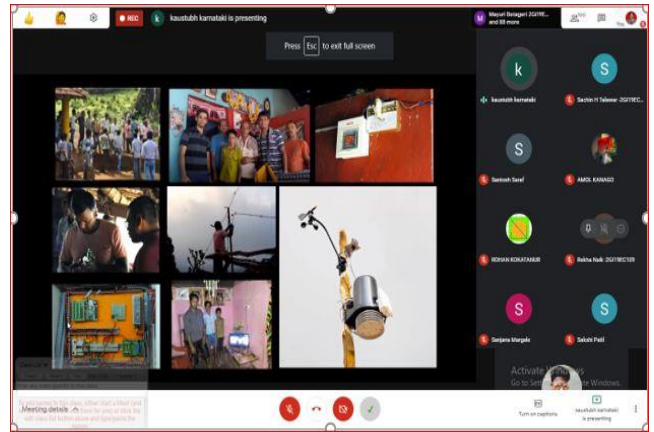 REC
k
kaustubh karnataki is presenting
M
Mayuri Betageri 2GI19E...
and 88 more
You
Press Esc to exit full screen
k
kaustubh karnataki
S
Sachin H Talawar -2GI19EC...
S
Santosh Saraf
AMOL KANAGO
ROHAN KOKATANUR
Rekha Naik :2GI19EC109
S
Sanjana Margale
S
Sakshi Patil
Activate Windows
Go to Settings to activate Windows.
Meeting details
Turn on captions
kaustubh karnataki
is presenting